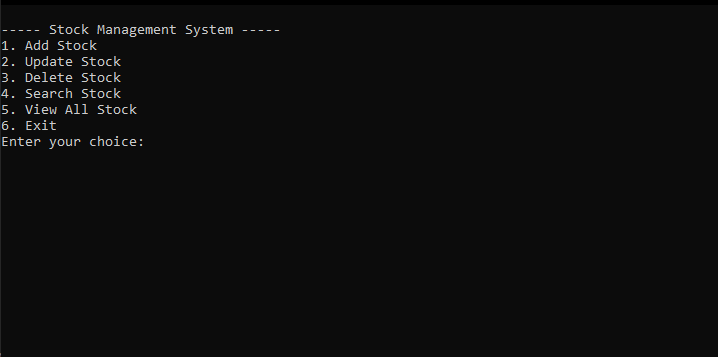 ----- Stock Management System -----
1. Add Stock
2. Update Stock
3. Delete Stock
4. Search Stock
5. View All Stock
6. Exit
Enter your choice: